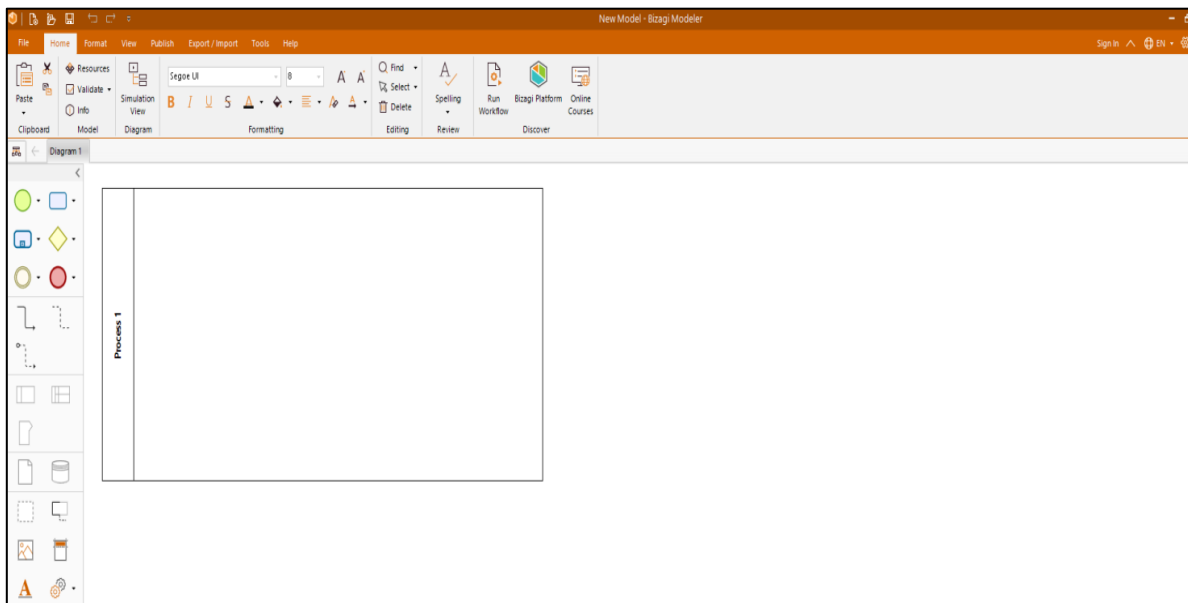 New Model - Bizagi Modeler
File Home Format View Publish Export / Import Tools Help
Sign In EN
Paste
Resources
Validate
Info
Simulation View
Segoe UI 8
B I U S A
Find
Select
Delete
Spelling
Run Workflow
Bizagi Platform
Online Courses
Clipboard Model Diagram Formatting Editing Review Discover
Diagram 1
Process 1